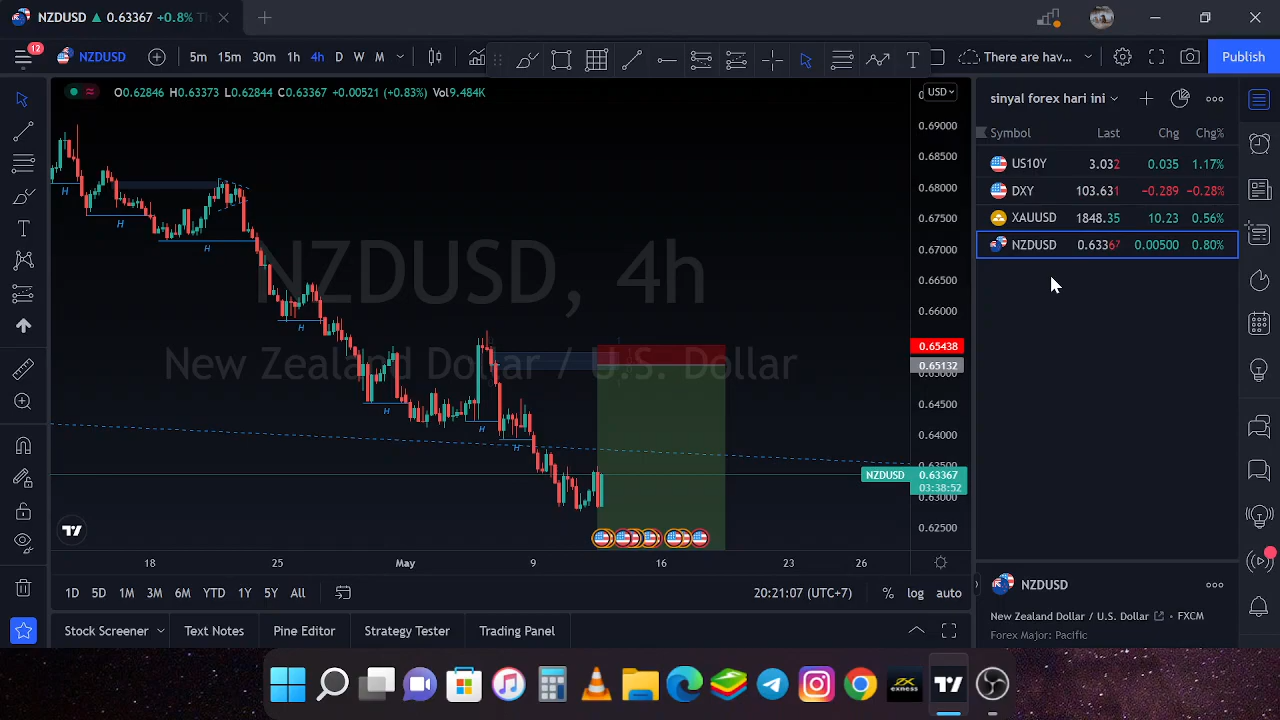 NZDUSD ▲ 0.63367 +0.8% Th
12 NZDUSD 5m 15m 30m 1h 4h D W M T There are hav... Publish
O0.62846 H0.63373 L0.62844 C0.63367 +0.00521 (+0.83%) Vol9.484K
USD
sinyal forex hari ini
Symbol Last Chg Chg%
US10Y 3.032 0.035 1.17%
DXY 103.631 −0.289 −0.28%
XAUUSD 1848.35 10.23 0.56%
NZDUSD 0.63367 0.00500 0.80%
NZDUSD, 4h
New Zealand Dollar / U.S. Dollar
H
H
H
H
H
H
H
0.69000
0.68500
0.68000
0.67500
0.67000
0.66500
0.66000
0.65438
0.65132
0.65000
0.64500
0.64000
0.63500
NZDUSD 0.63367
03:38:52
0.63000
0.62500
18 25 May 9 16 23 26
1D 5D 1M 3M 6M YTD 1Y 5Y All 20:21:07 (UTC+7) % log auto
Stock Screener Text Notes Pine Editor Strategy Tester Trading Panel
NZDUSD
New Zealand Dollar / U.S. Dollar • FXCM
Forex Major: Pacific
exness